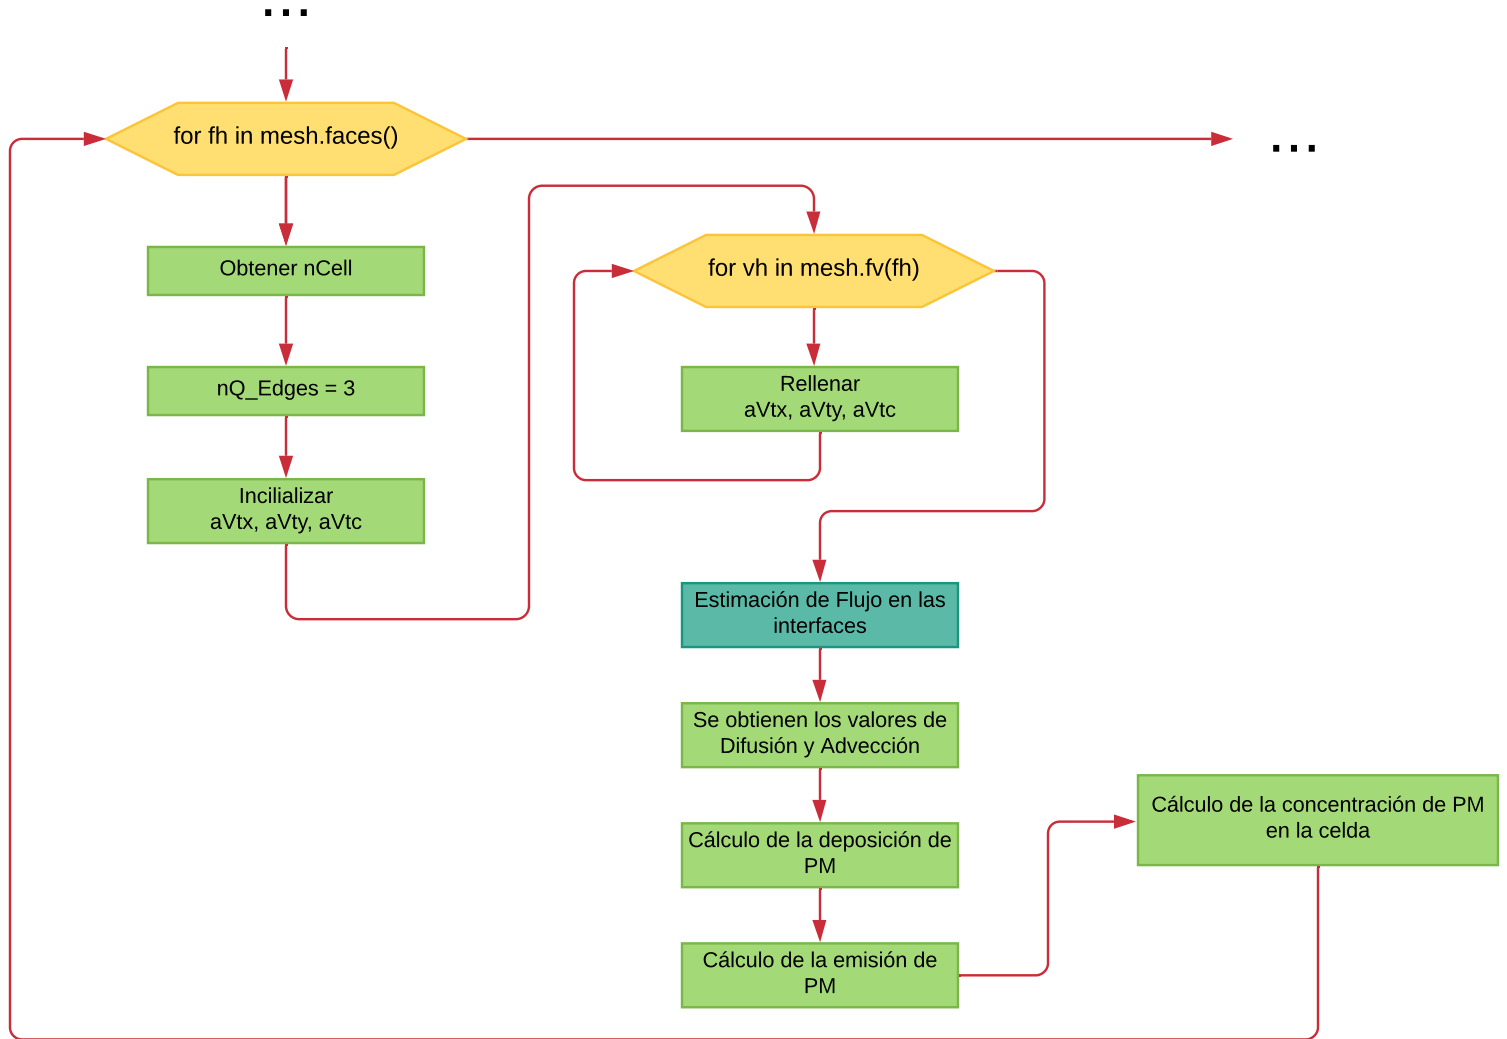 ...
for fh in mesh.faces()
...
Obtener nCell
nQ_Edges = 3
Incilializar
aVtx, aVty, aVtc
for vh in mesh.fv(fh)
Rellenar
aVtx, aVty, aVtc
Estimación de Flujo en las
interfaces
Se obtienen los valores de
Difusión y Advección
Cálculo de la deposición de
PM
Cálculo de la emisión de
PM
Cálculo de la concentración de PM
en la celda